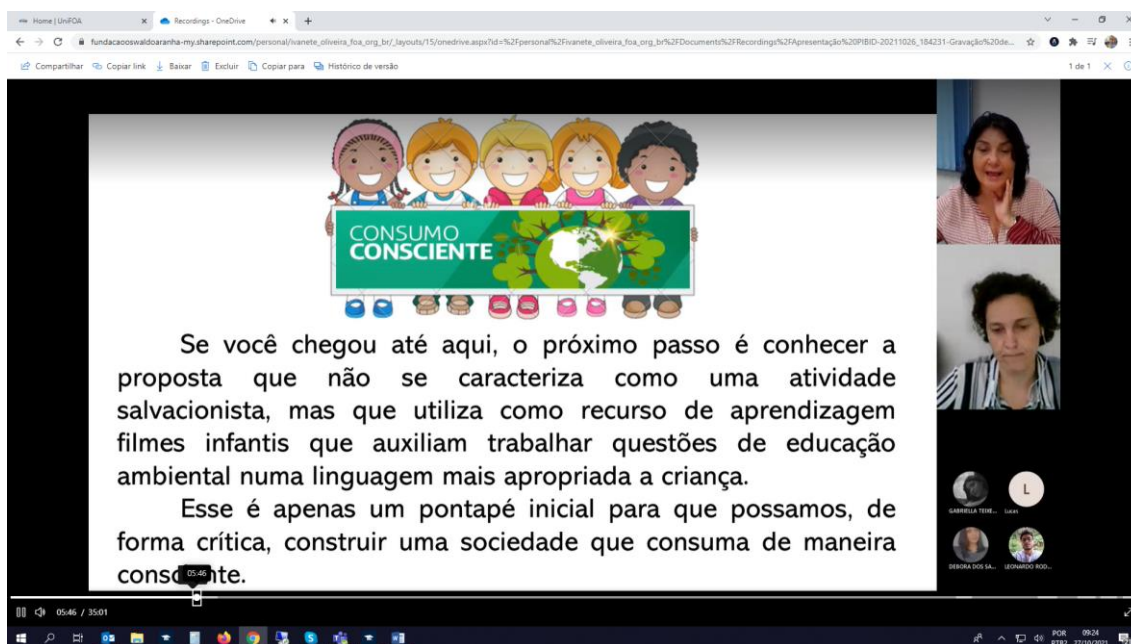 Home | UniFOA
Recordings - OneDrive
fundacaooswaldoaranha-my.sharepoint.com/personal/ivanete_oliveira_foa_org_br/_layouts/15/onedrive.aspx?id=%2Fpersonal%2Fivanete_oliveira_foa_org_br%2FDocuments%2FRecordings%2FApresentação%20PIBID-20211026_184231-Gravação%20de...
Compartilhar Copiar link Baixar Excluir Copiar para Histórico de versão
1 de 1
CONSUMO
CONSCIENTE
Se você chegou até aqui, o próximo passo é conhecer a
proposta que não se caracteriza como uma atividade
salvacionista, mas que utiliza como recurso de aprendizagem
filmes infantis que auxiliam trabalhar questões de educação
ambiental numa linguagem mais apropriada a criança.
Esse é apenas um pontapé inicial para que possamos, de
forma crítica, construir uma sociedade que consuma de maneira
consciente.
05:46
GABRIELLA TEIXE...
L
Lucas
DEBORA DOS SA...
LEONARDO ROD...
05:46 / 35:01
POR
PTB2
09:24
27/10/2021